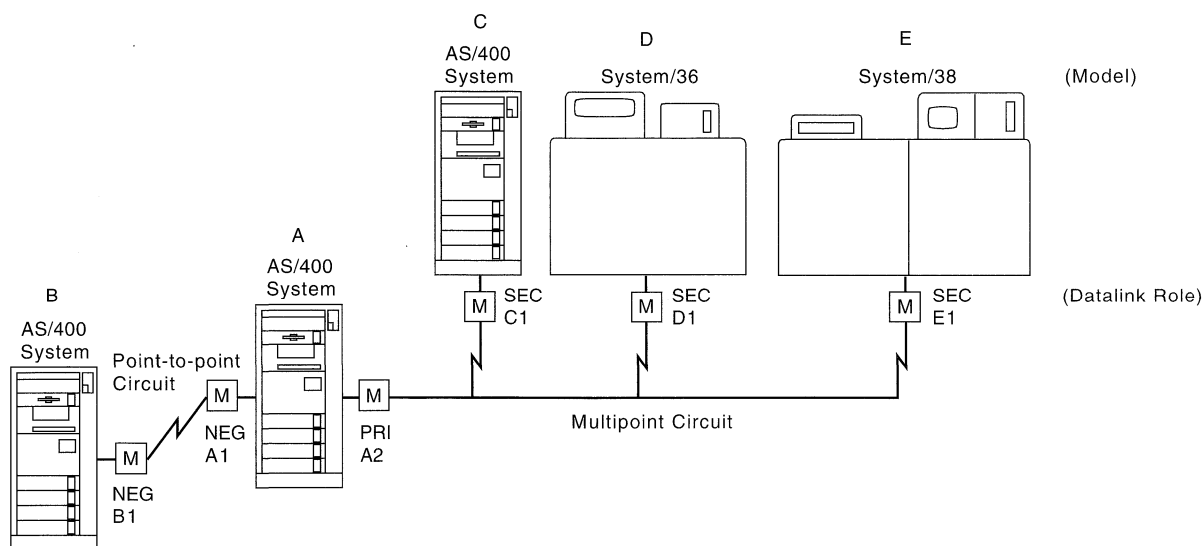 C
AS/400
System
D
System/36
E
System/38
(Model)
A
AS/400
System
B
AS/400
System
Point-to-point
Circuit
M
SEC
C1
M
SEC
D1
M
SEC
E1
(Datalink Role)
M
NEG
A1
M
PRI
A2
Multipoint Circuit
M
NEG
B1